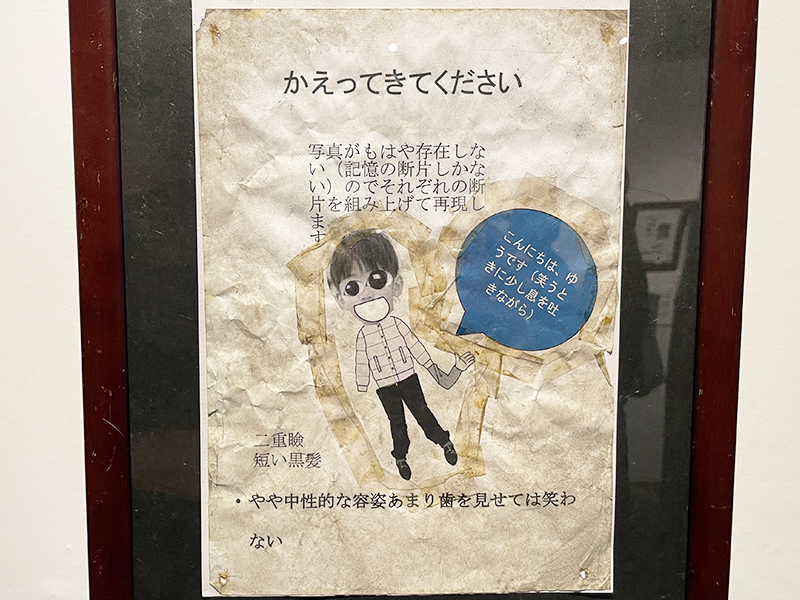 かえってきてください
写真がもはや存在しな
い（記憶の断片しかな
い）のでそれぞれの断
片を組み上げて再現し
ま
す
こんにちは、ゆ
うです（笑うと
きに少し息を吐
きながら）
二重瞼
短い黒髪
• やや中性的な容姿あまり歯を見せては笑わ
ない